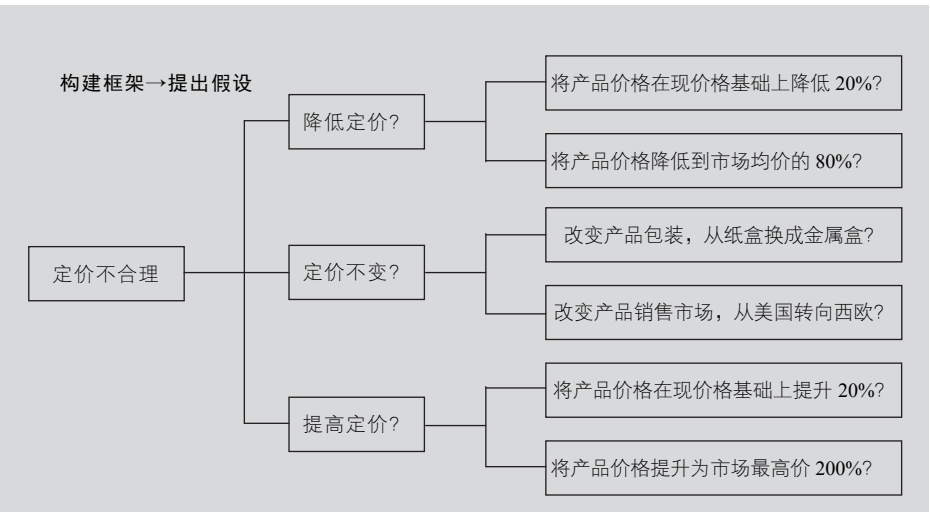 构建框架→提出假设
定价不合理
降低定价？
将产品价格在现价格基础上降低 20%？
将产品价格降低到市场均价的 80%？
定价不变？
改变产品包装，从纸盒换成金属盒？
改变产品销售市场，从美国转向西欧？
提高定价？
将产品价格在现价格基础上提升 20%？
将产品价格提升为市场最高价 200%？